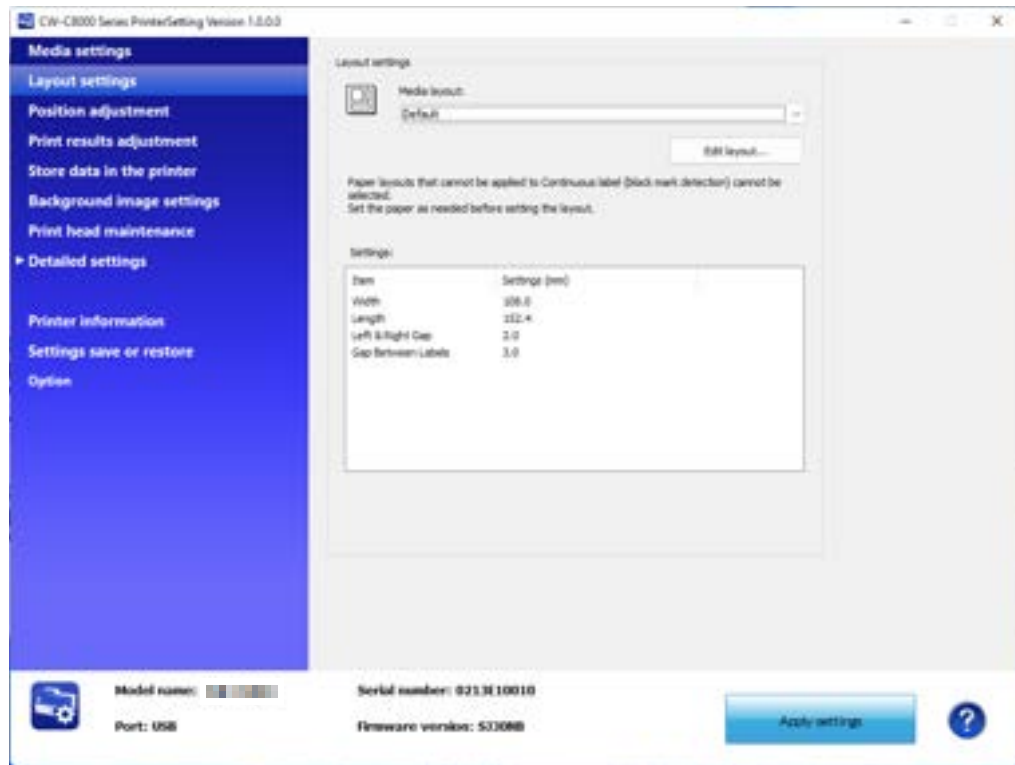 CW-C8000 Series PrinterSetting Version 1.0.0.0
Media settings
Layout settings
Position adjustment
Print results adjustment
Store data in the printer
Background image settings
Print head maintenance
Detailed settings
Printer information
Settings save or restore
Option
Layout settings
Media layout:
Default
Edit layout...
Paper layouts that cannot be applied to Continuous label (black mark detection) cannot be
selected.
Set the paper as needed before setting the layout.
Settings:
Item Settings (mm)
Width 108.0
Length 152.4
Left & Right Gap 2.0
Gap Between Labels 3.0
Model name:
Serial number: 0213E10010
Port: USB
Firmware version:
Apply settings
?